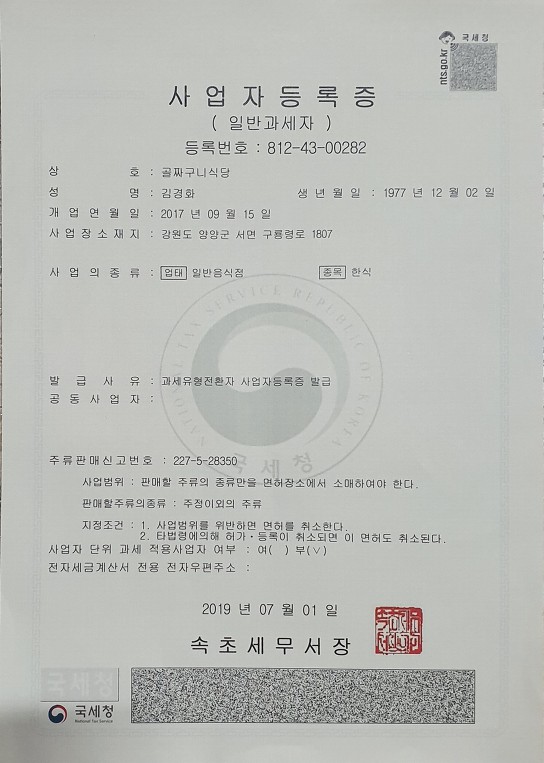 국세청
nts.go.kr
사업자등록증
( 일반과세자 )
등록번호 : 812-43-00282
상 호 : 골짜구니식당
성 명 : 김경화 생년월일 : 1977 년 12 월 02 일
개업연월일 : 2017 년 09 월 15 일
사업장소재지 : 강원도 양양군 서면 구룡령로 1807
사업의종류 : 업태 일반음식점 종목 한식
NATIONAL TAX SERVICE REPUBLIC OF KOREA
국세청
발급사유 : 과세유형전환자 사업자등록증 발급
공동사업자 :
주류판매신고번호 : 227-5-28350
사업범위 : 판매할 주류의 종류만을 면허장소에서 소매하여야 한다.
판매할주류의종류 : 주정이외의 주류
지정조건 : 1. 사업범위를 위반하면 면허를 취소한다.
2. 타법령에의해 허가·등록이 취소되면 이 면허도 취소된다.
사업자 단위 과세 적용사업자 여부 : 여( ) 부(∨)
전자세금계산서 전용 전자우편주소 :
2019 년 07 월 01 일
속초세무서장
국세청
국세청
National Tax Service